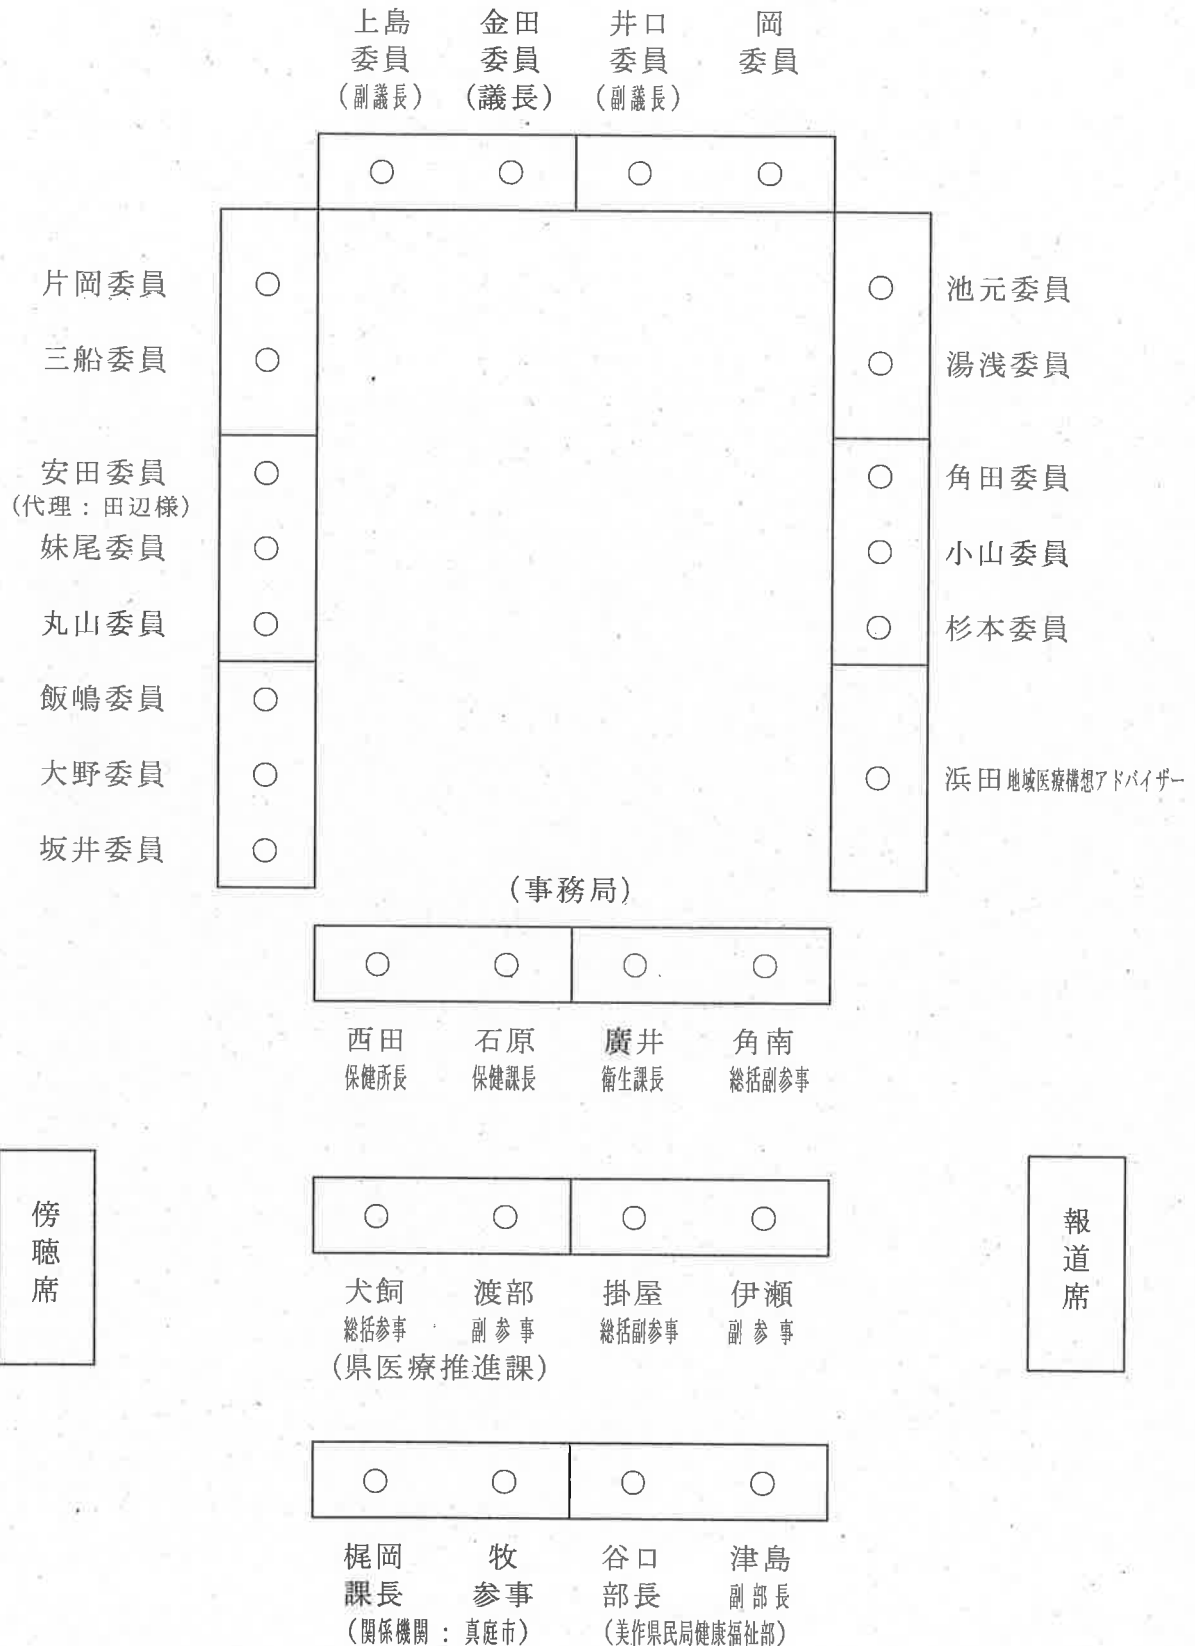 上島 金田 井口 岡
委員 委員 委員 委員
(副議長) (議長) (副議長)
片岡委員
三船委員
安田委員
(代理：田辺様)
妹尾委員
丸山委員
飯嶋委員
大野委員
坂井委員
池元委員
湯浅委員
角田委員
小山委員
杉本委員
浜田地域医療構想アドバイザー
(事務局)
西田 石原 廣井 角南
保健所長 保健課長 衛生課長 総括副参事
傍聴席
報道席
犬飼 渡部 掛屋 伊瀬
総括参事 副参事 総括副参事 副参事
(県医療推進課)
梶岡 牧 谷口 津島
課長 参事 部長 副部長
(関係機関：真庭市) (美作県民局健康福祉部)